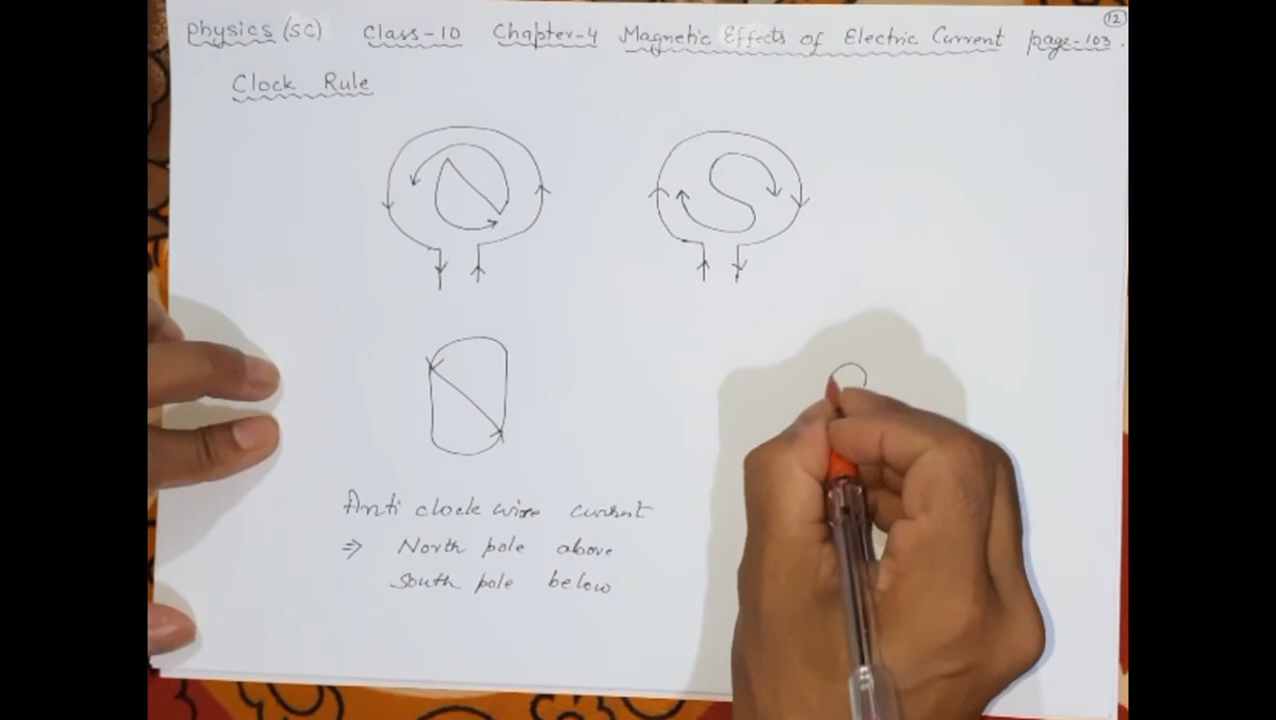 Physics (SC) Class-10 Chapter-4 Magnetic Effects of Electric Current page-103.
12
Clock Rule
N
S
Anti clock wise current
⇒ North pole above
South pole below